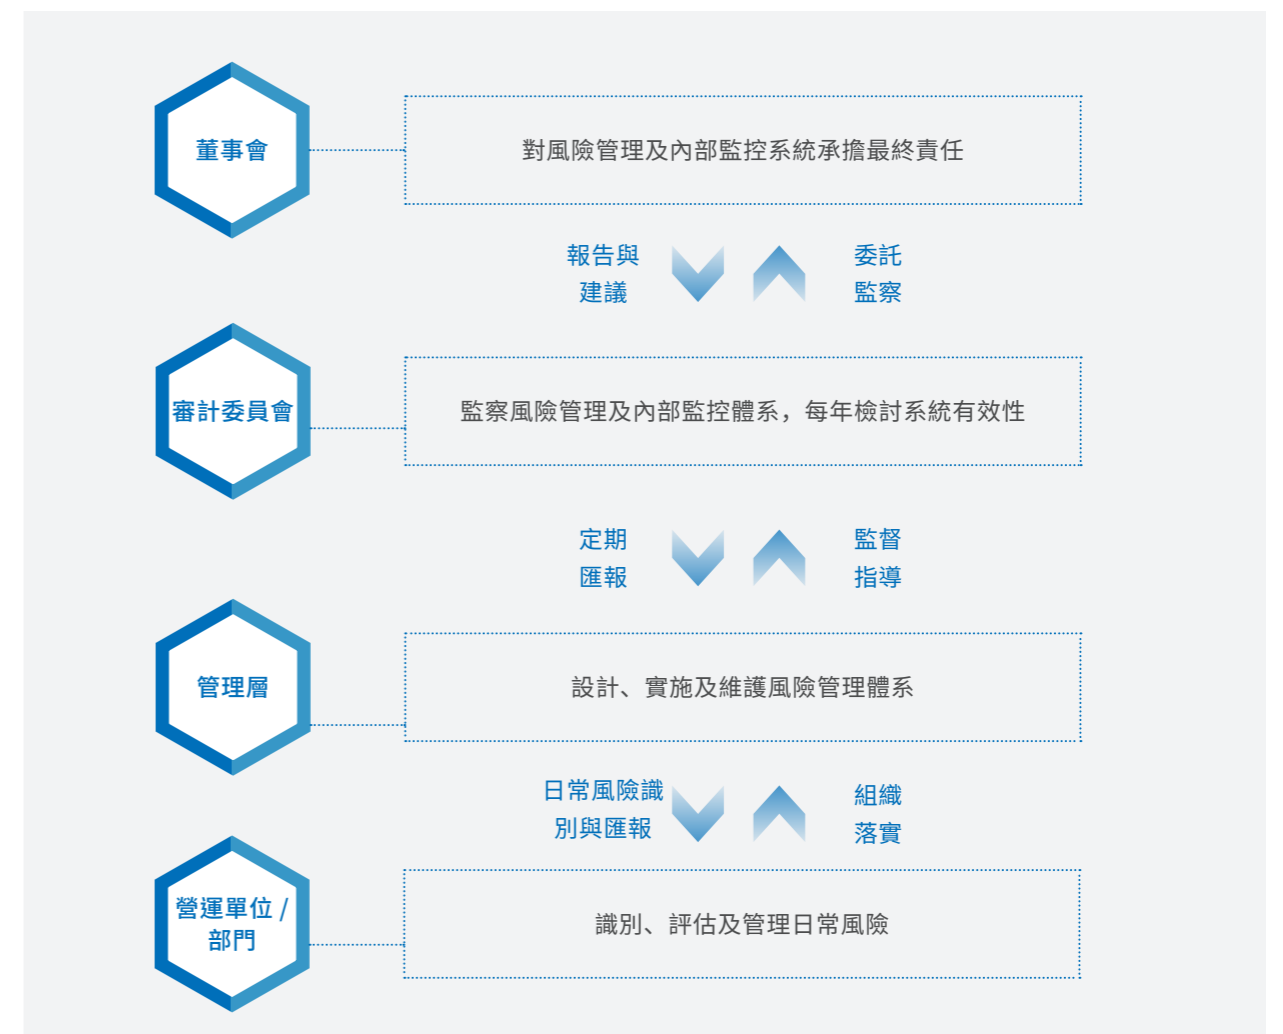 董事會
對風險管理及內部監控系統承擔最終責任
報告與
建議
委託
監察
審計委員會
監察風險管理及內部監控體系，每年檢討系統有效性
定期
匯報
監督
指導
管理層
設計、實施及維護風險管理體系
日常風險識
別與匯報
組織
落實
營運單位 /
部門
識別、評估及管理日常風險